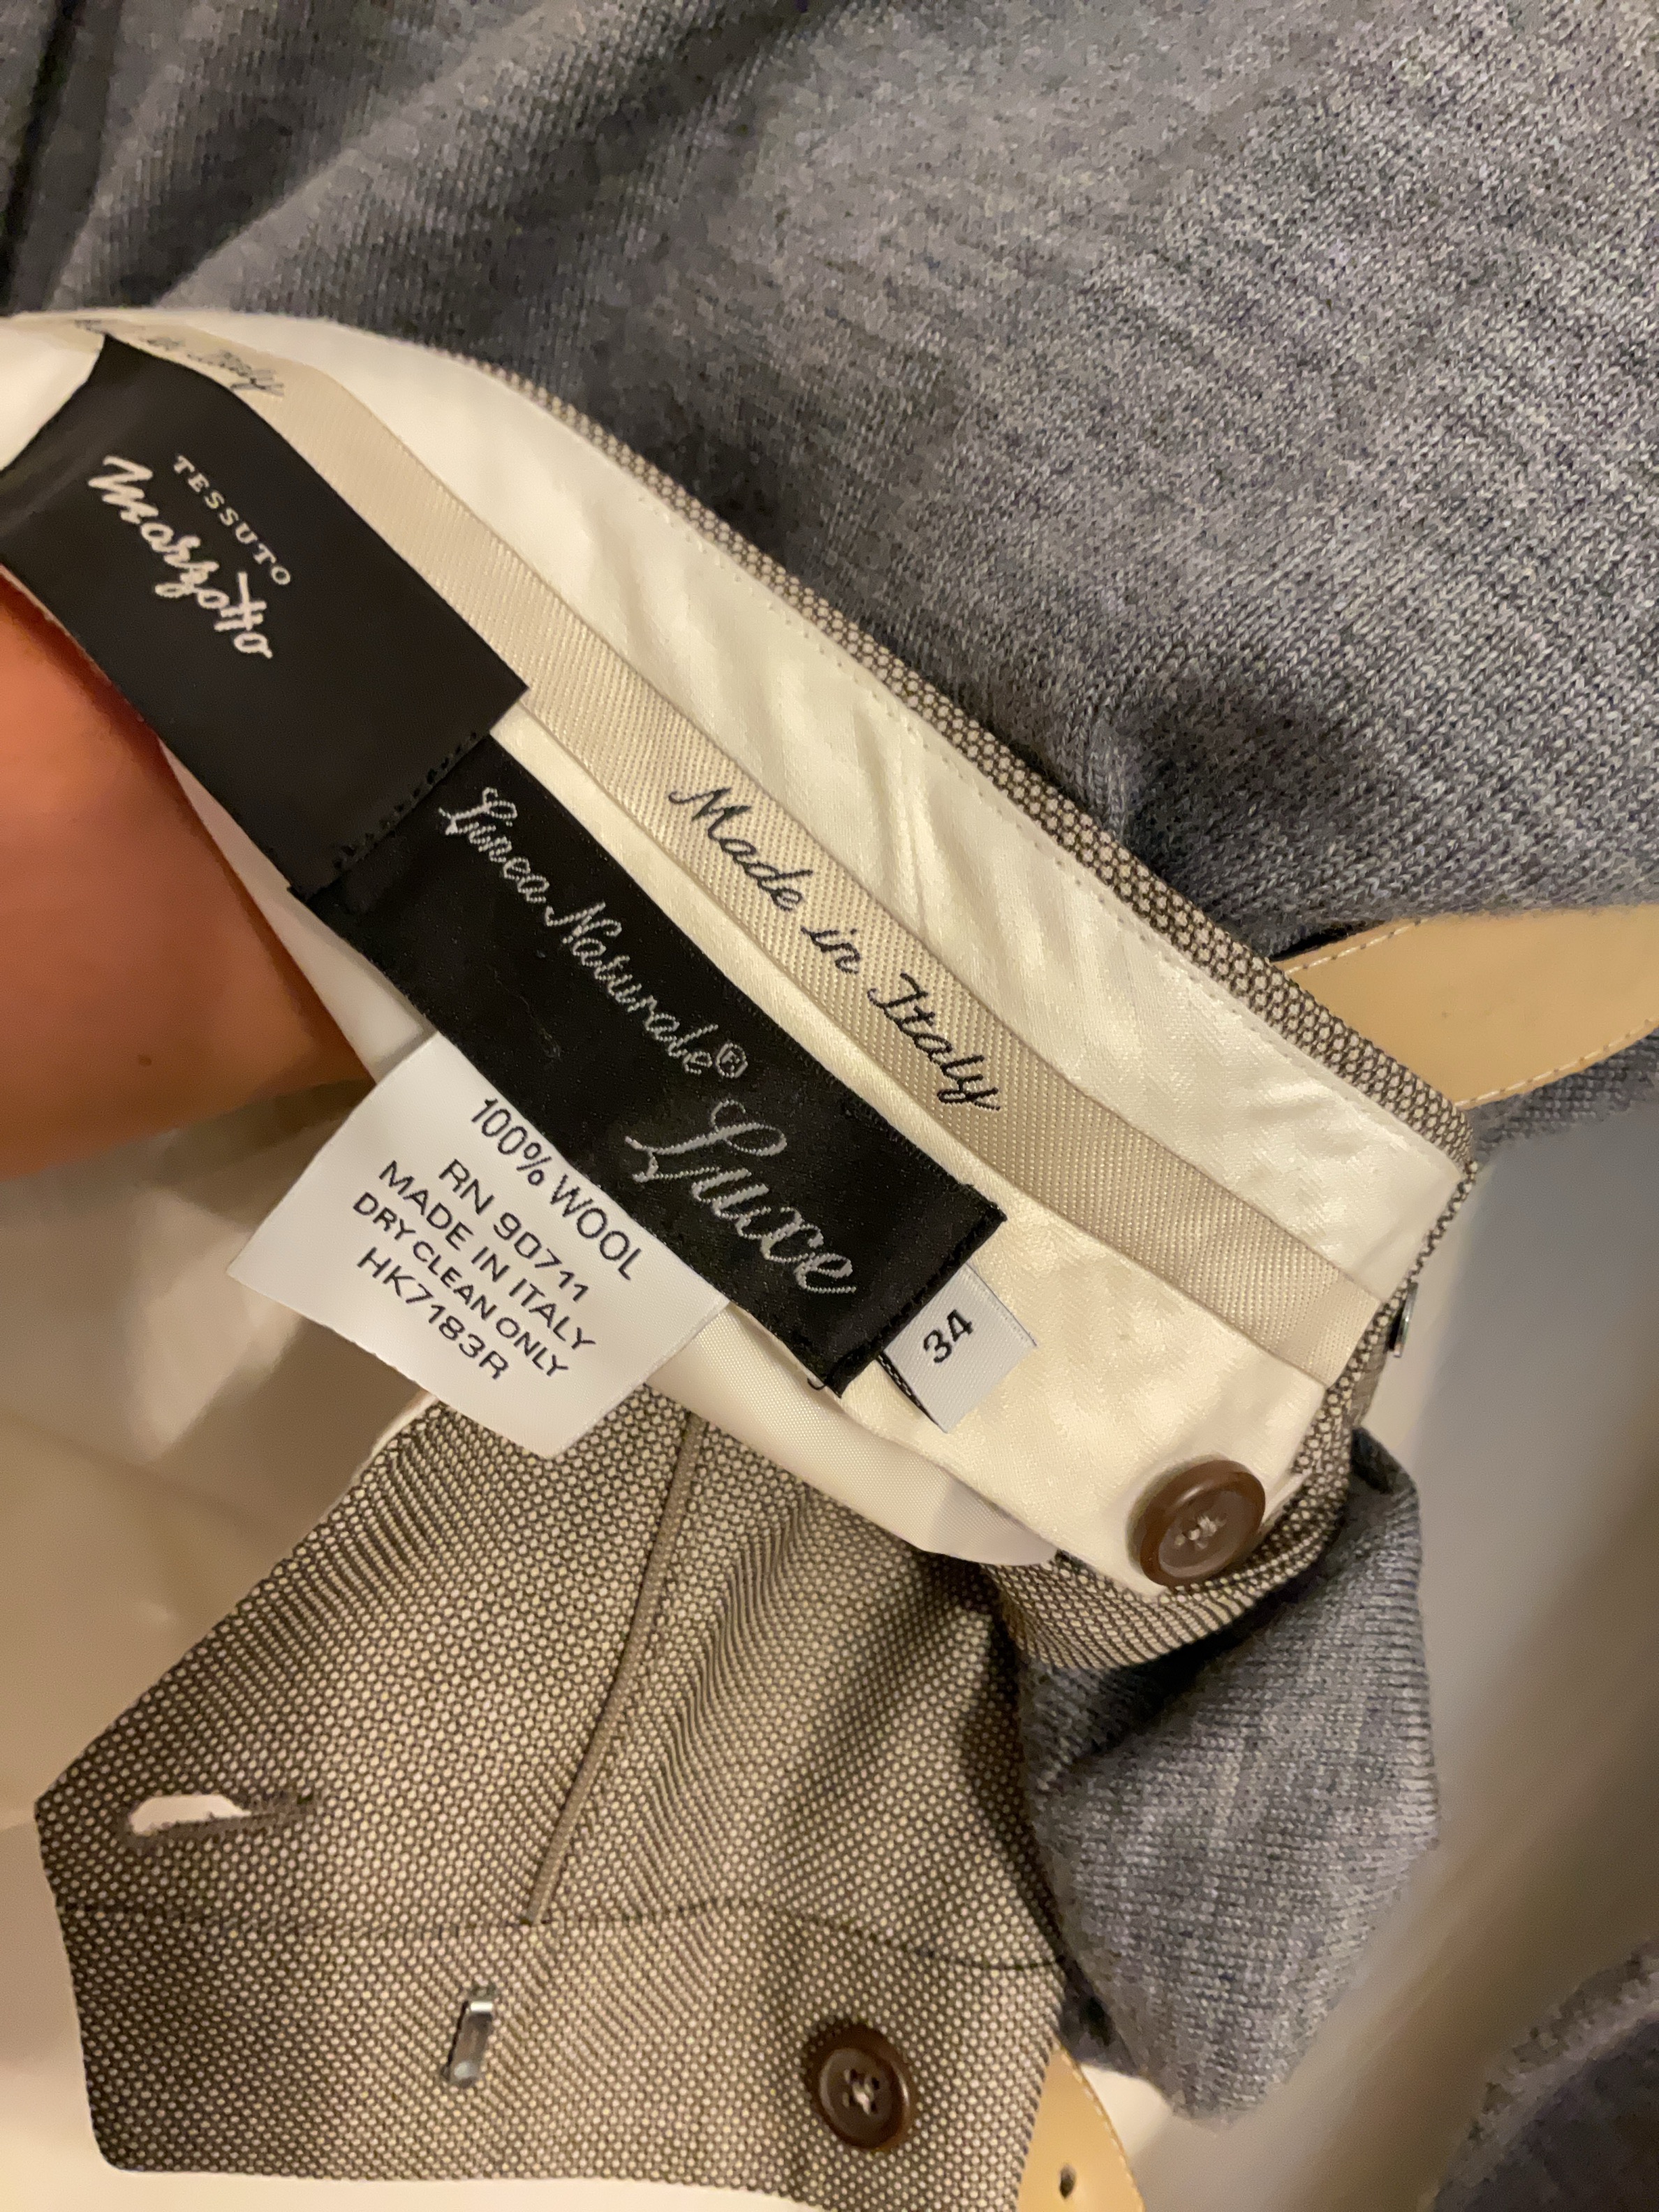 TESSUTO
Marzotto
Made in Italy
Linea Naturale®
Luxe
34
100% WOOL
RN 90711
MADE IN ITALY
DRY CLEAN ONLY
HK7183R